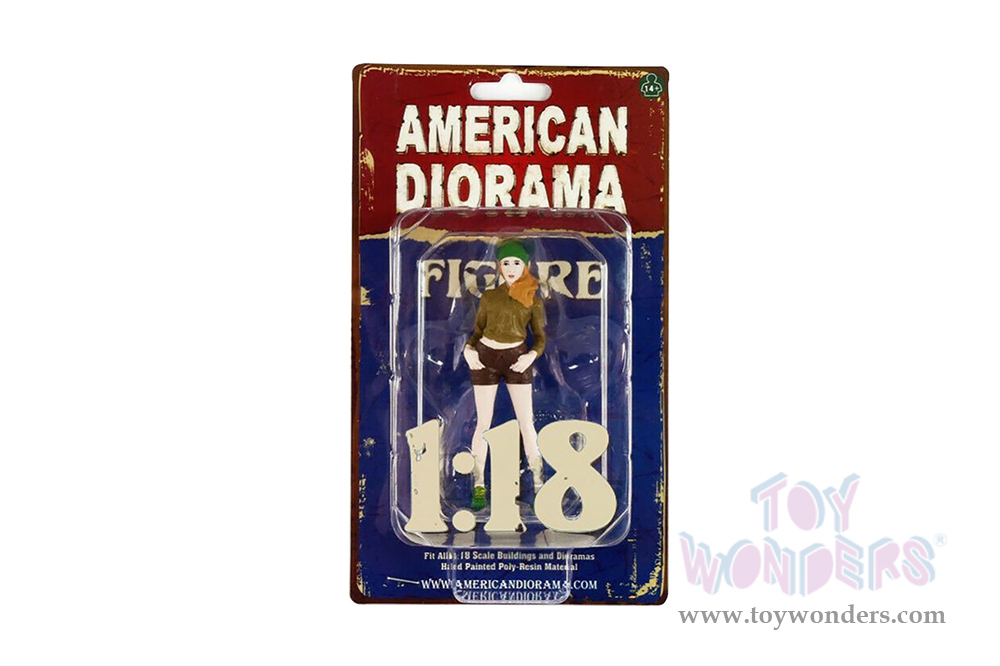 14+
AMERICAN
DIORAMA
FIGURE
1:18
Fit All 1:18 Scale Buildings and Dioramas
Hand Painted Poly-Resin Material
WWW.AMERICANDIORAMA.COM
TOY
WONDERS®
www.toywonders.com